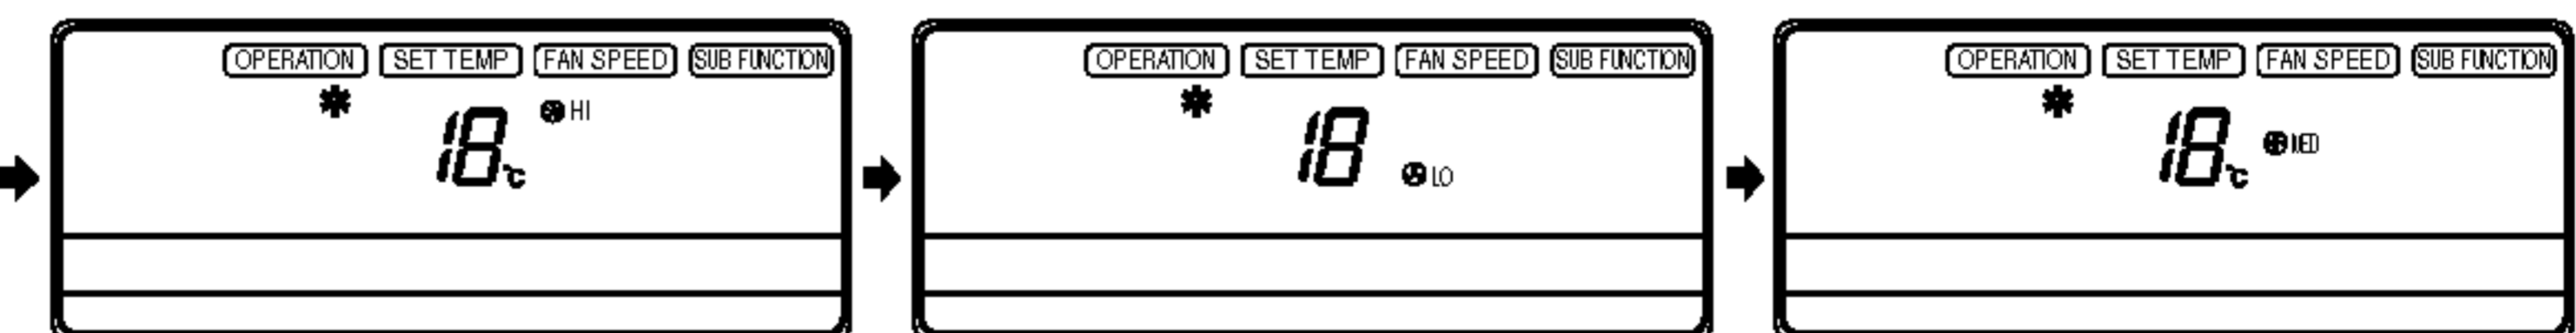 OPERATION SET TEMP FAN SPEED SUB FUNCTION
HI
18°C
OPERATION SET TEMP FAN SPEED SUB FUNCTION
18
LO
OPERATION SET TEMP FAN SPEED SUB FUNCTION
MED
18°C